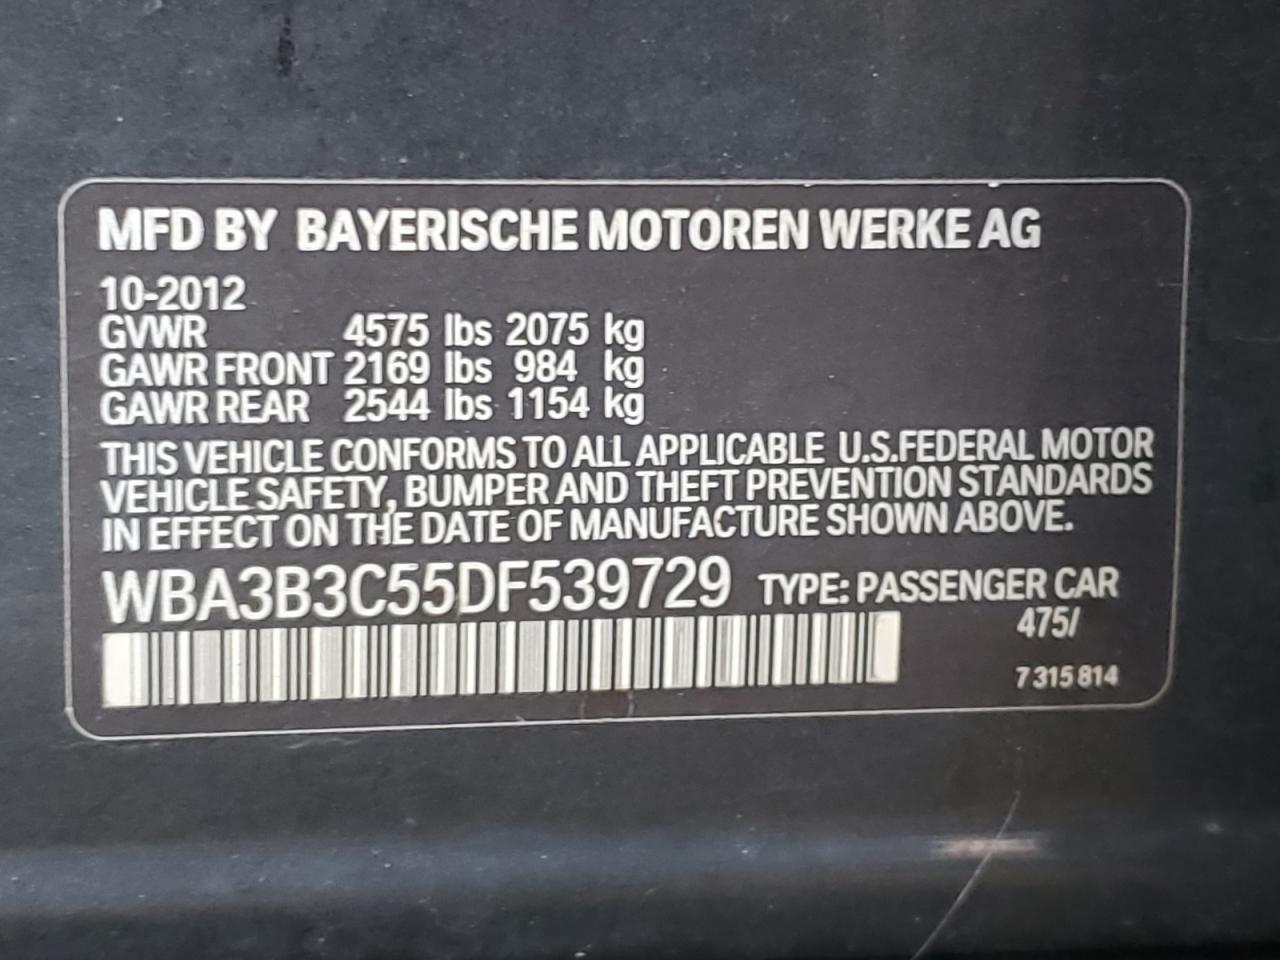 MFD BY BAYERISCHE MOTOREN WERKE AG
10-2012
GVWR 4575 lbs 2075 kg
GAWR FRONT 2169 lbs 984 kg
GAWR REAR 2544 lbs 1154 kg
THIS VEHICLE CONFORMS TO ALL APPLICABLE U.S.FEDERAL MOTOR
VEHICLE SAFETY, BUMPER AND THEFT PREVENTION STANDARDS
IN EFFECT ON THE DATE OF MANUFACTURE SHOWN ABOVE.
WBA3B3C55DF539729 TYPE: PASSENGER CAR
475/
7 315 814